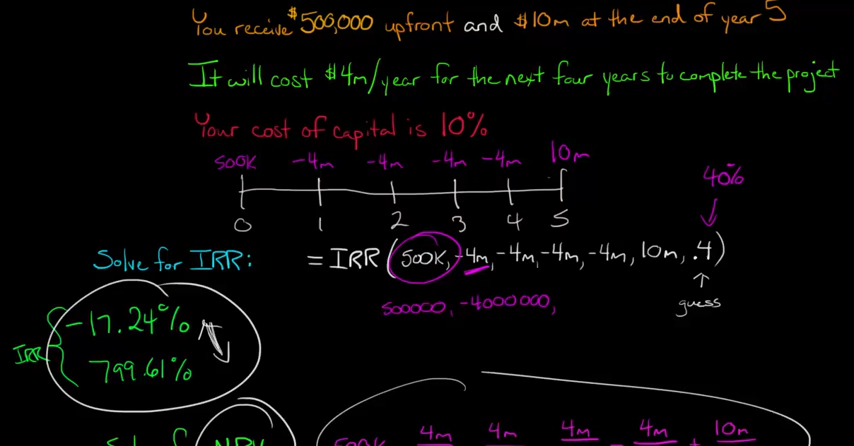 You receive $500,000 upfront and $10m at the end of year 5
It will cost $4m/year for the next four years to complete the project
Your cost of capital is 10%
500K -4m -4m -4m -4m 10m
40%
0 1 2 3 4 5
Solve for IRR: = IRR (500K, -4m, -4m, -4m, -4m, 10m, .4)
500000, -4000000,
guess
-17.24%
IRR
799.61%
4m 4m 4m 4m 10m
Solve f NPV 500K - +